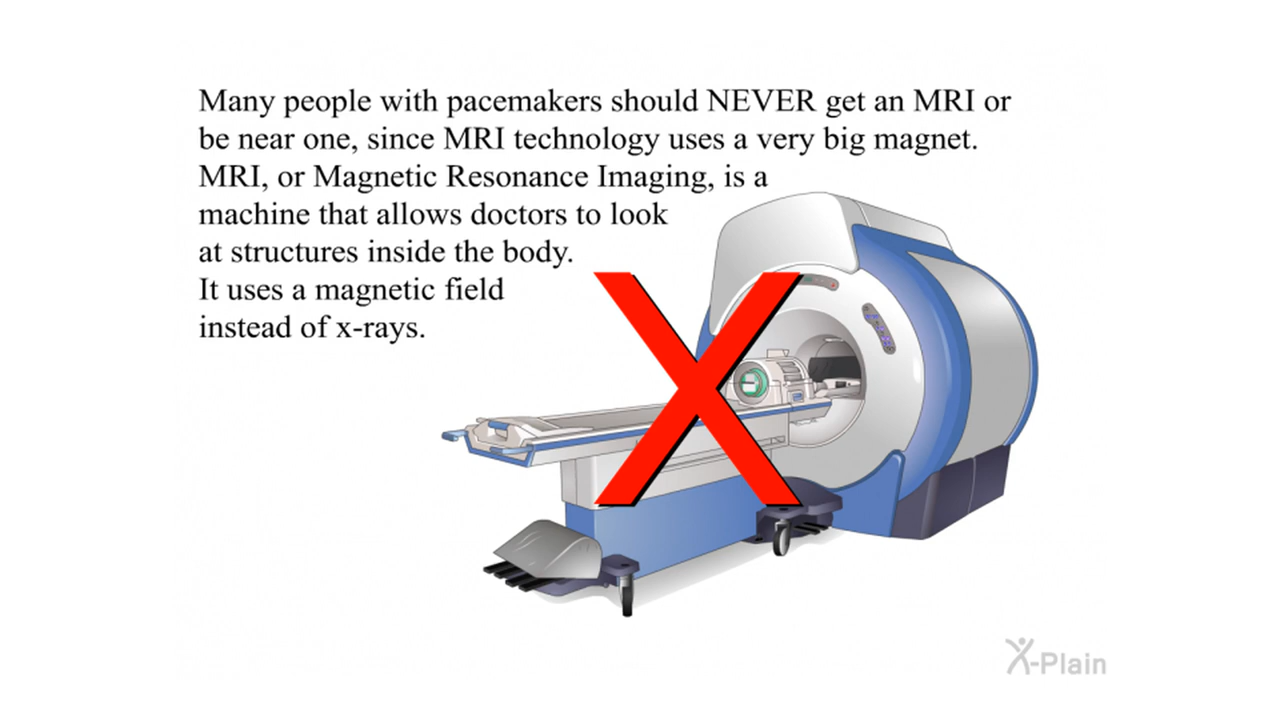 Many people with pacemakers should NEVER get an MRI or
be near one, since MRI technology uses a very big magnet.
MRI, or Magnetic Resonance Imaging, is a
machine that allows doctors to look
at structures inside the body.
It uses a magnetic field
instead of x-rays.
X-Plain